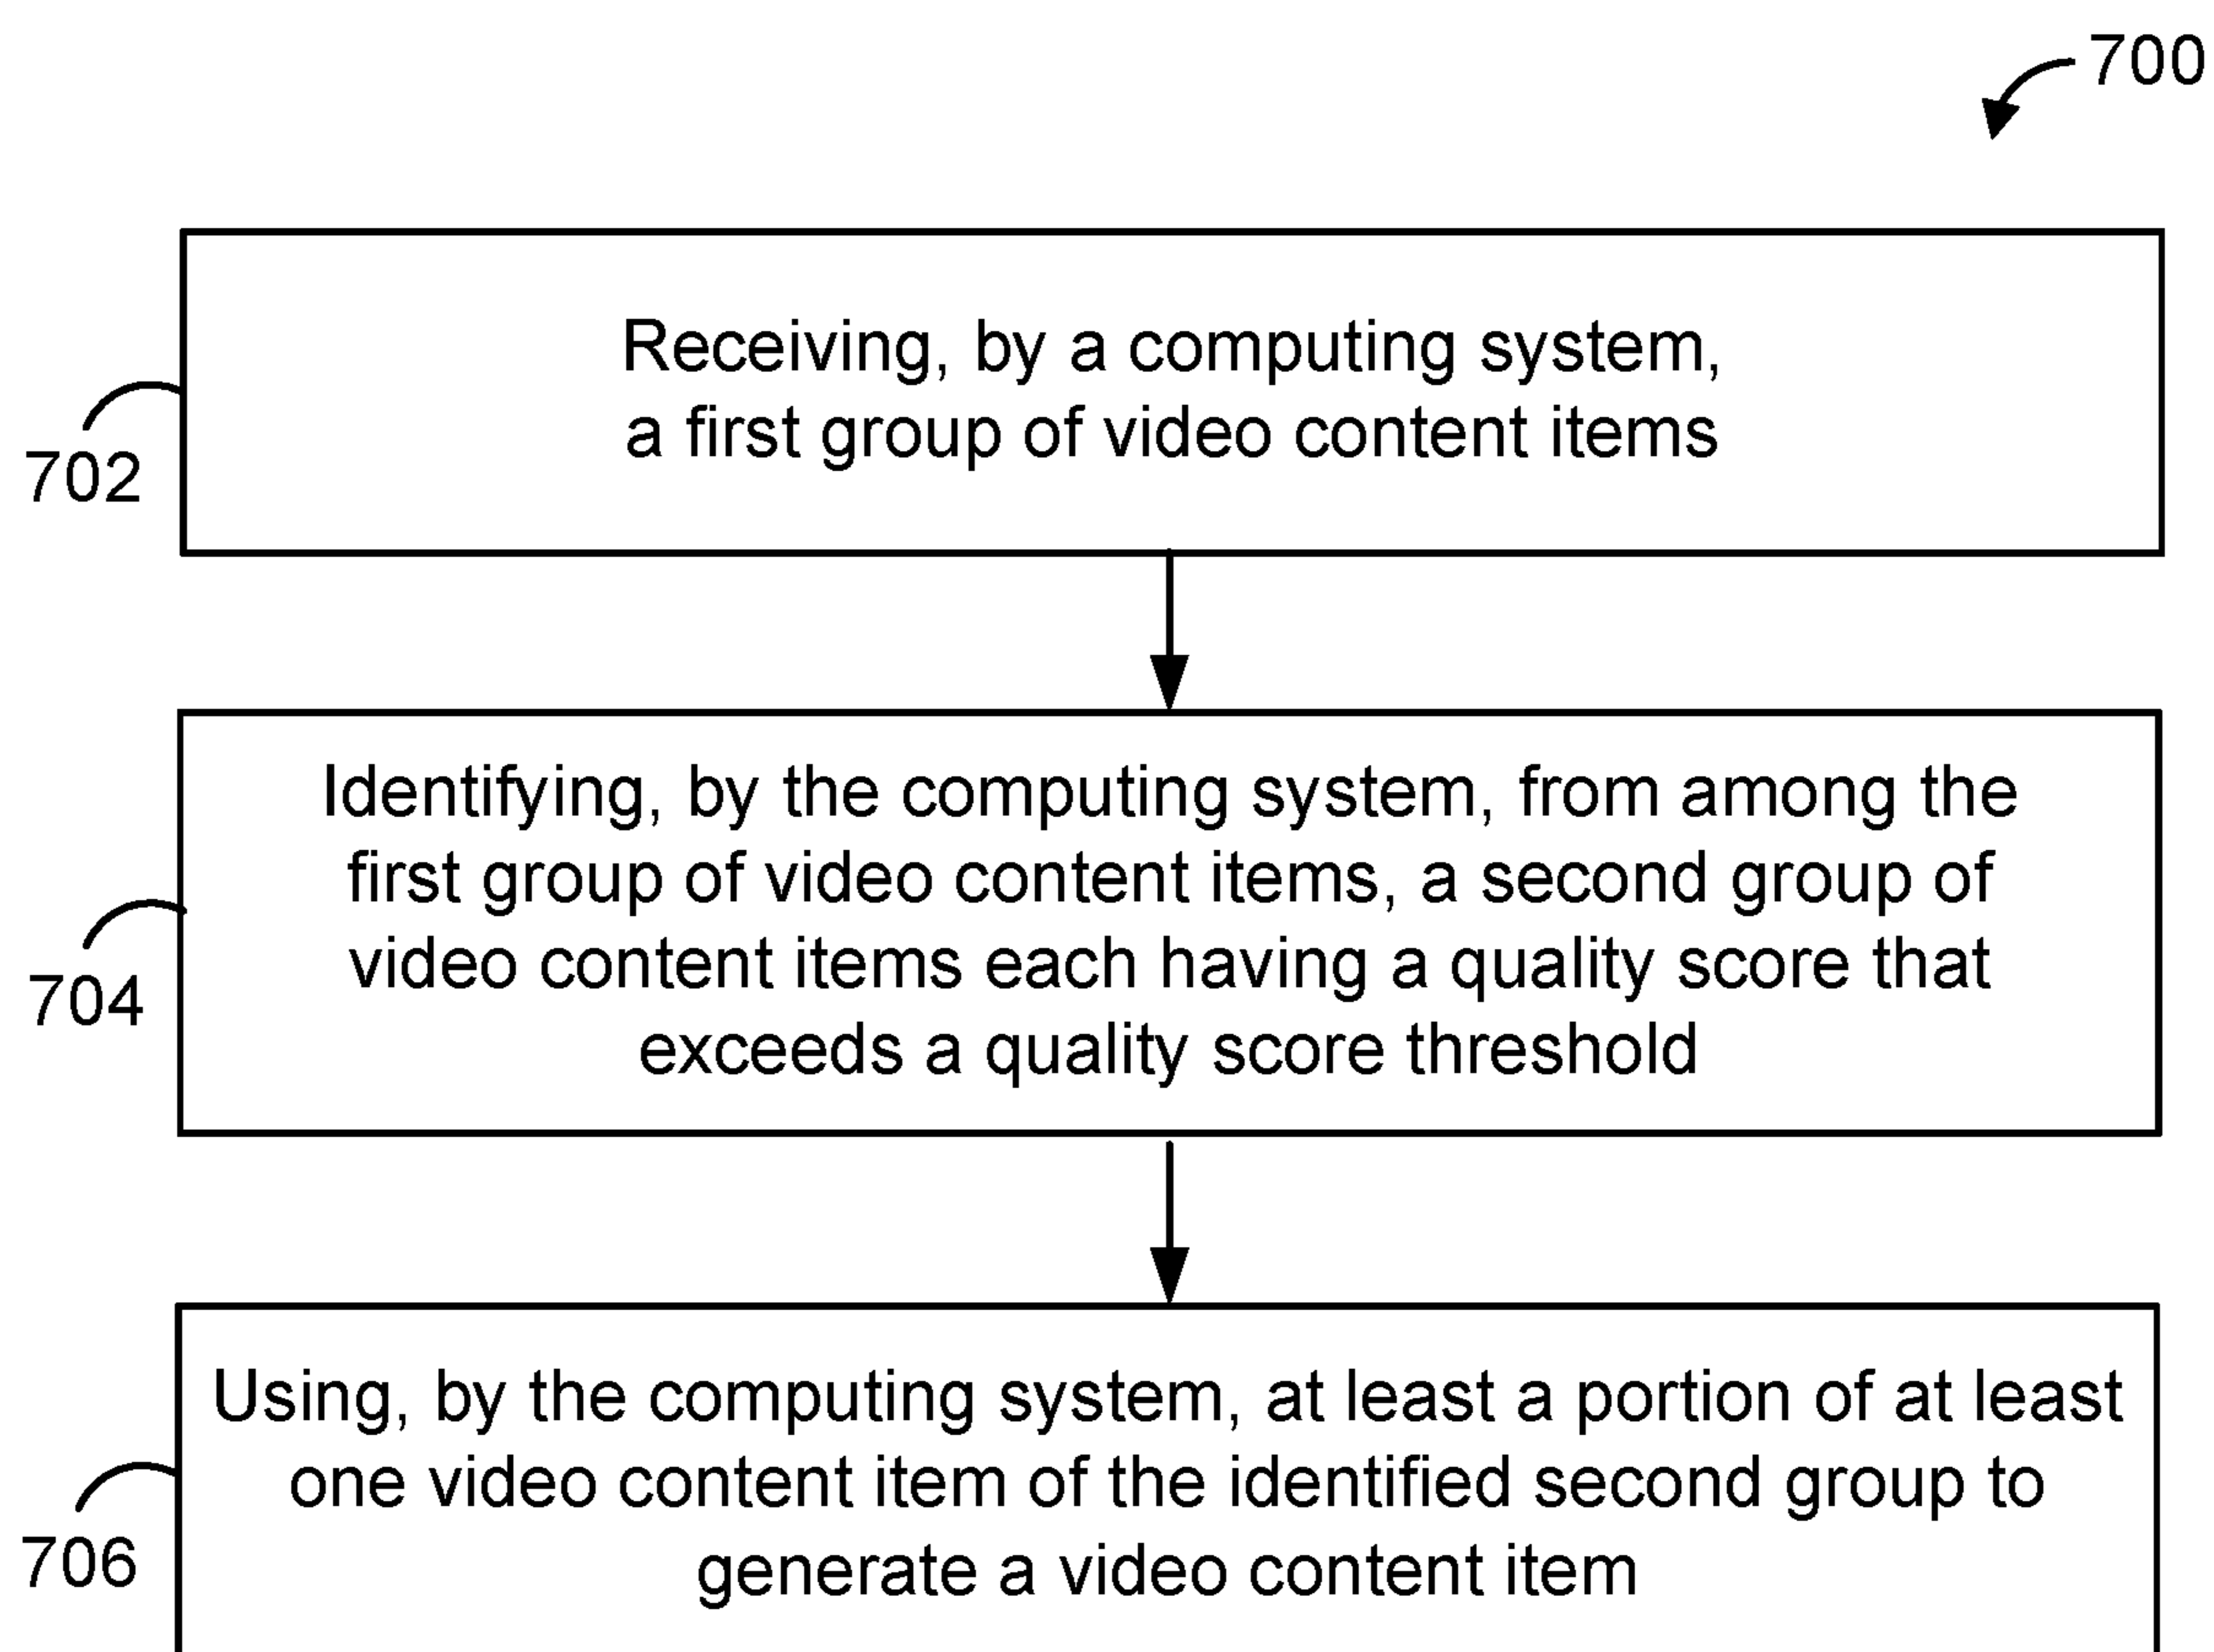 700
Receiving, by a computing system,
a first group of video content items
702
Identifying, by the computing system, from among the
first group of video content items, a second group of
video content items each having a quality score that
exceeds a quality score threshold
704
Using, by the computing system, at least a portion of at least
one video content item of the identified second group to
generate a video content item
706